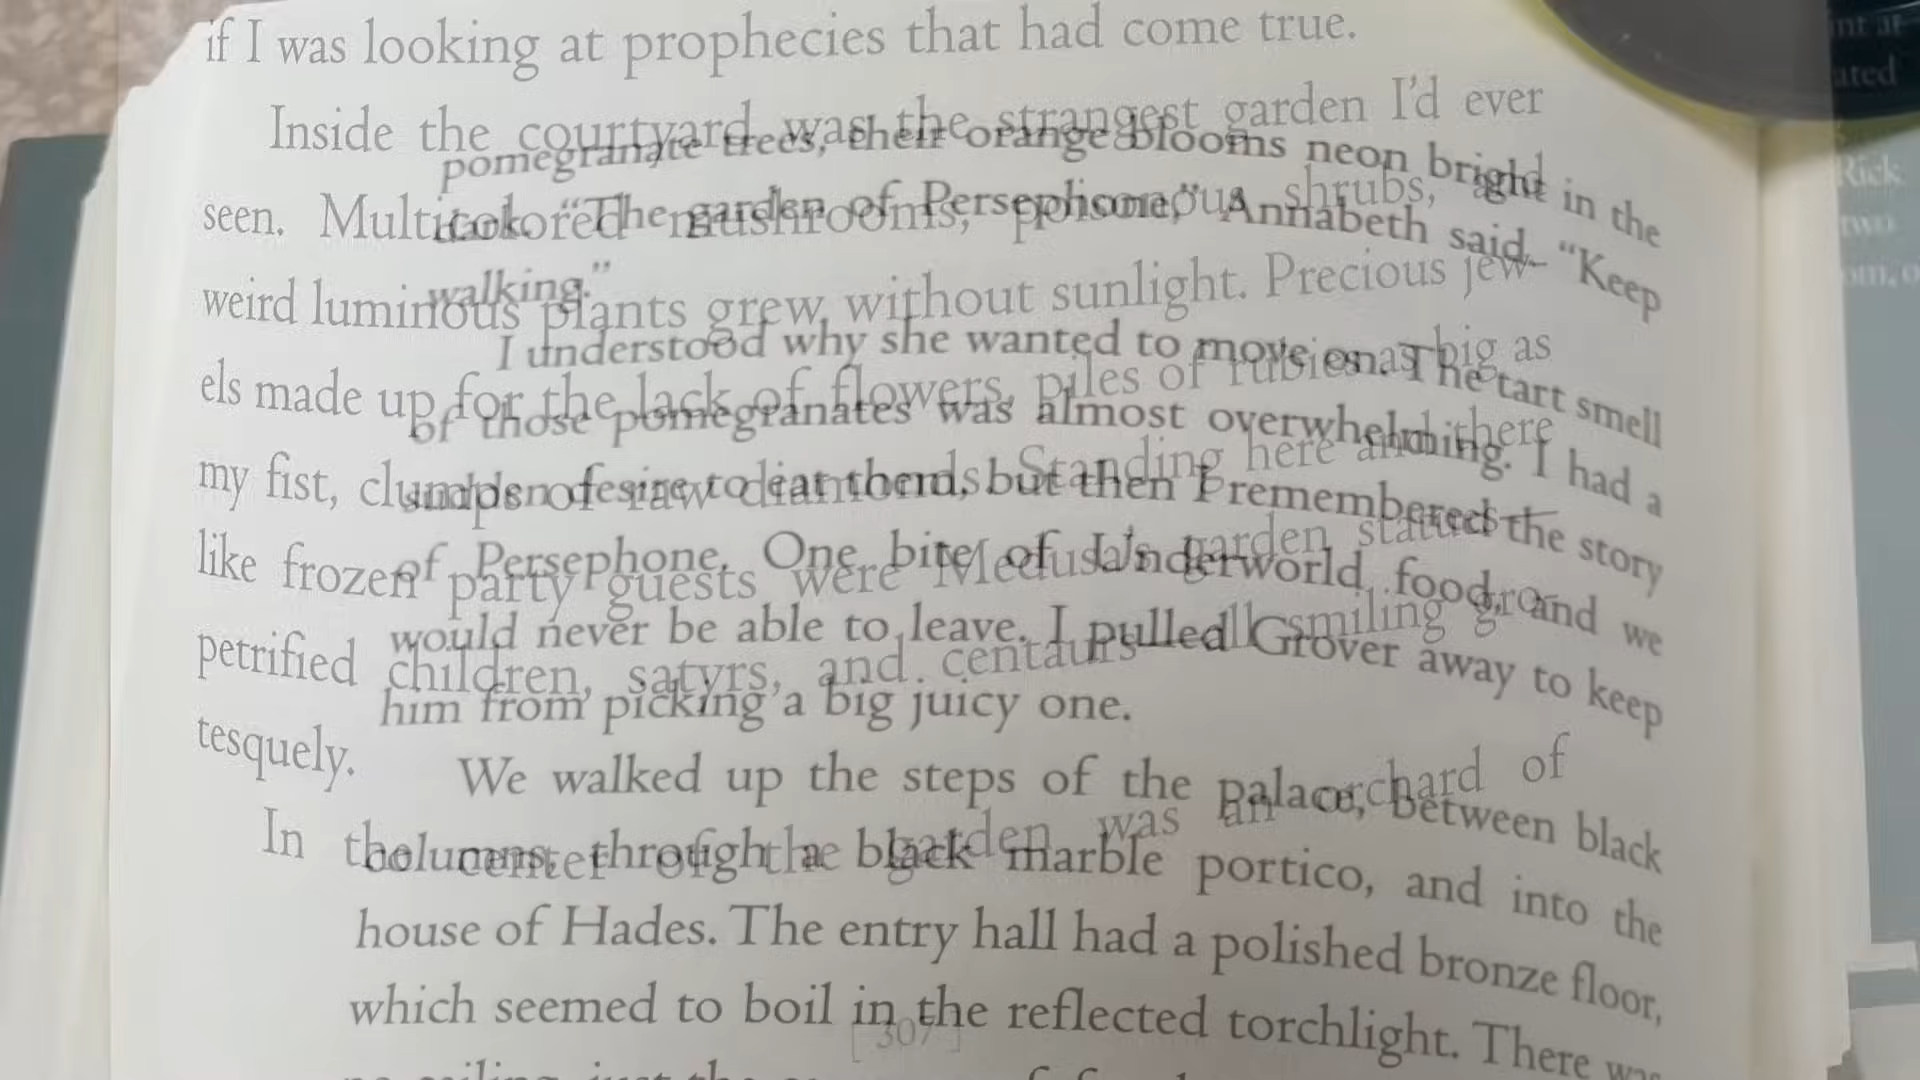 if I was looking at prophecies that had come true.
Inside the courtyard was the strangest garden I'd ever
seen. Multicolored mushrooms, poisonous shrubs,
weird luminous plants grew without sunlight. Precious jew-
els made up for the lack of flowers, piles of rubies as big as
my fist, clumps of raw diamonds. Standing here and there
like frozen party guests were Medusa's garden statues
petrified children, satyrs, and centaurs all smiling gro-
tesquely.
In the center of the garden was an orchard of
[307]
pomegranate trees, their orange blooms neon bright in the
"The garden of Persephone," Annabeth said. "Keep
walking."
I understood why she wanted to move on. The tart smell
of those pomegranates was almost overwhelming. I had a
sudden desire to eat them, but then I remembered the story
of Persephone. One bite of Underworld food, and we
would never be able to leave. I pulled Grover away to keep
him from picking a big juicy one.
We walked up the steps of the palace, between black
columns, through a black marble portico, and into the
house of Hades. The entry hall had a polished bronze floor,
which seemed to boil in the reflected torchlight. There was
Rick
two